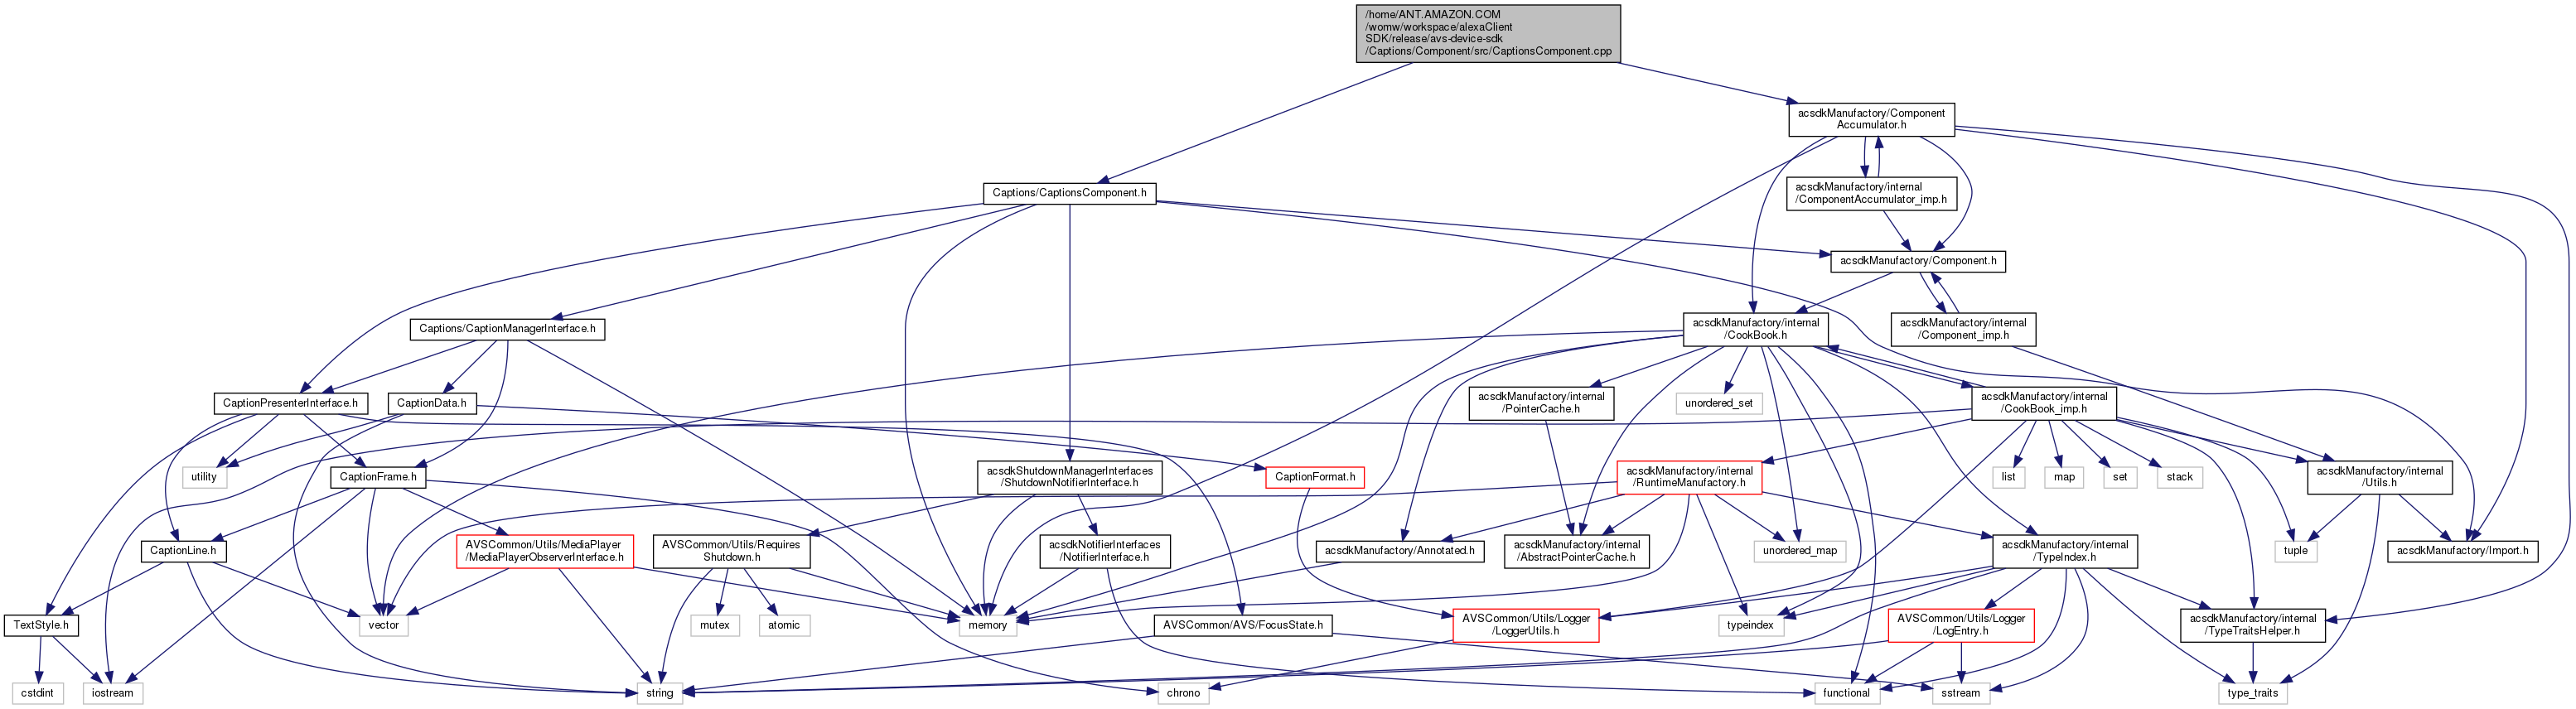 /home/ANT.AMAZON.COM
/womw/workspace/alexaClient
SDK/release/avs-device-sdk
/Captions/Component/src/CaptionsComponent.cpp
acsdkManufactory/Component
Accumulator.h
Captions/CaptionsComponent.h
acsdkManufactory/internal
/ComponentAccumulator_imp.h
acsdkManufactory/Component.h
Captions/CaptionManagerInterface.h
acsdkManufactory/internal
/CookBook.h
acsdkManufactory/internal
/Component_imp.h
CaptionPresenterInterface.h
CaptionData.h
acsdkManufactory/internal
/PointerCache.h
unordered_set
acsdkManufactory/internal
/CookBook_imp.h
utility
CaptionFrame.h
acsdkShutdownManagerInterfaces
/ShutdownNotifierInterface.h
CaptionFormat.h
acsdkManufactory/internal
/RuntimeManufactory.h
list
map
set
stack
acsdkManufactory/internal
/Utils.h
CaptionLine.h
AVSCommon/Utils/MediaPlayer
/MediaPlayerObserverInterface.h
AVSCommon/Utils/Requires
Shutdown.h
acsdkNotifierInterfaces
/NotifierInterface.h
acsdkManufactory/Annotated.h
acsdkManufactory/internal
/AbstractPointerCache.h
unordered_map
acsdkManufactory/internal
/TypeIndex.h
tuple
acsdkManufactory/Import.h
TextStyle.h
vector
mutex
atomic
memory
AVSCommon/AVS/FocusState.h
AVSCommon/Utils/Logger
/LoggerUtils.h
typeindex
AVSCommon/Utils/Logger
/LogEntry.h
acsdkManufactory/internal
/TypeTraitsHelper.h
cstdint
iostream
string
chrono
functional
sstream
type_traits